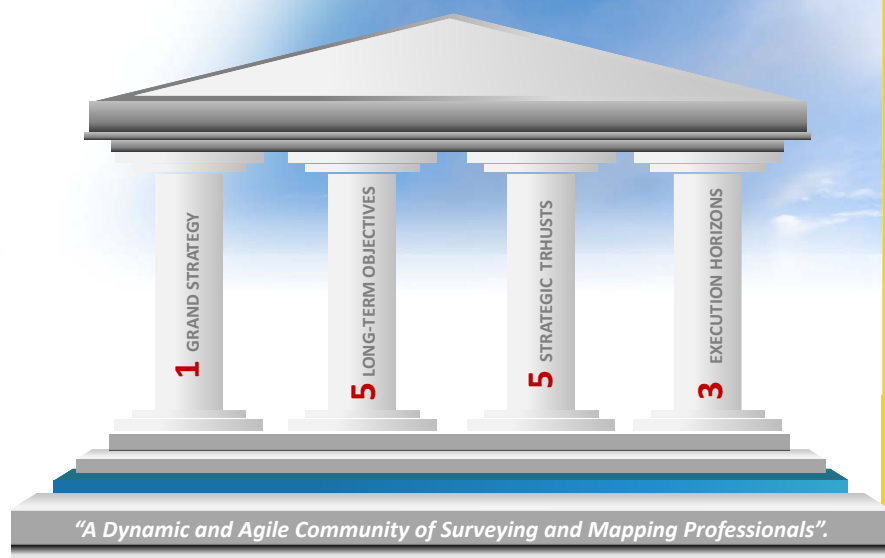 1 GRAND STRATEGY
5 LONG-TERM OBJECTIVES
5 STRATEGIC TRHUSTS
3 EXECUTION HORIZONS
“A Dynamic and Agile Community of Surveying and Mapping Professionals”.